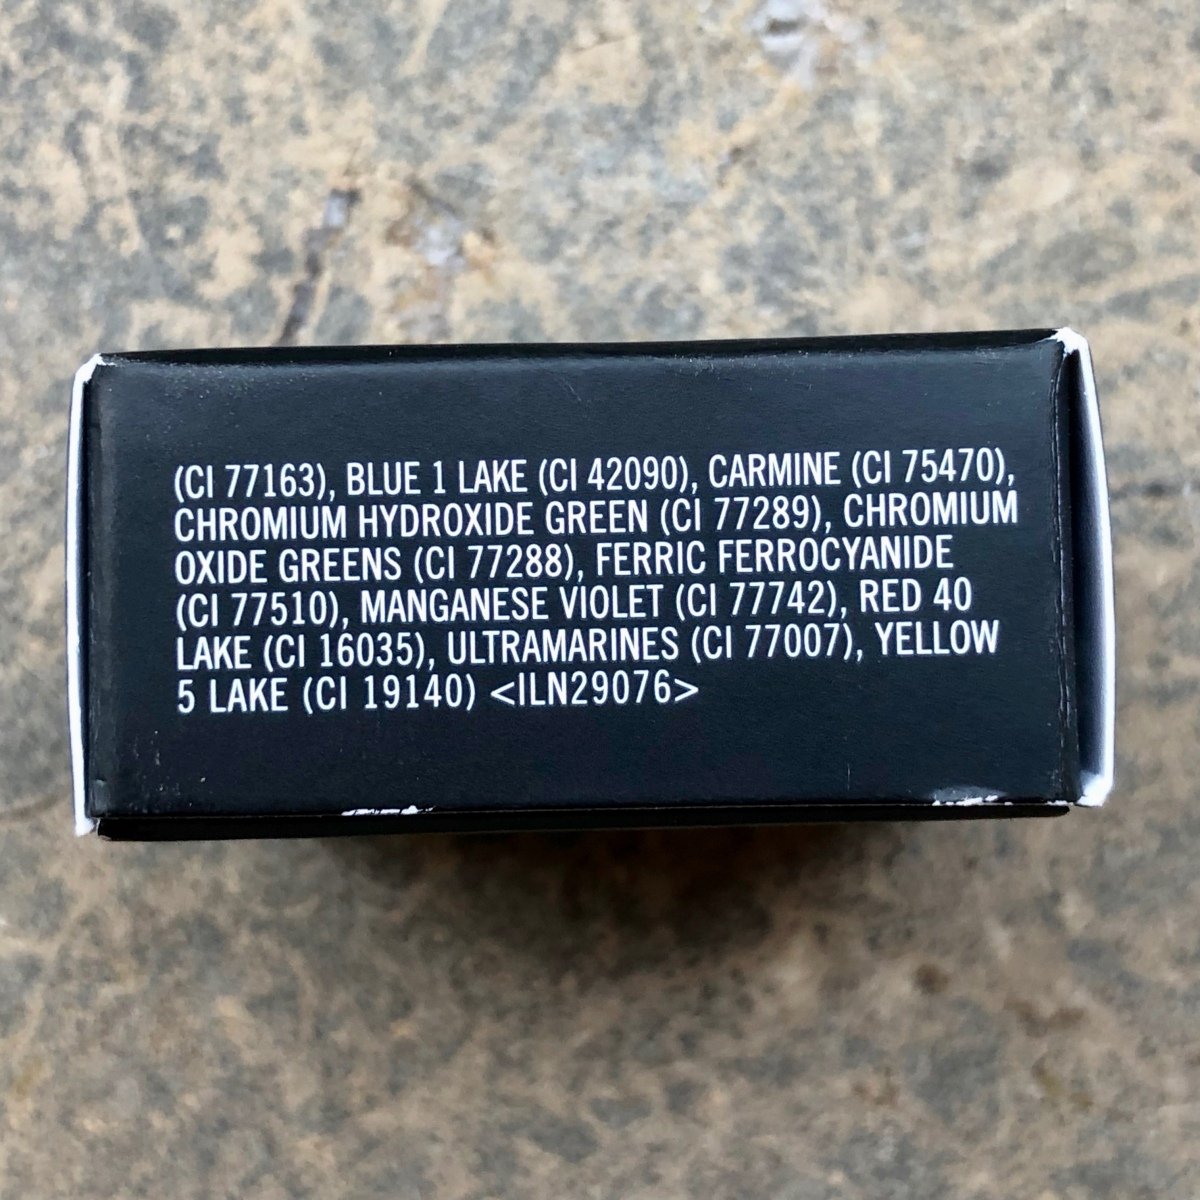 (CI 77163), BLUE 1 LAKE (CI 42090), CARMINE (CI 75470),
CHROMIUM HYDROXIDE GREEN (CI 77289), CHROMIUM
OXIDE GREENS (CI 77288), FERRIC FERROCYANIDE
(CI 77510), MANGANESE VIOLET (CI 77742), RED 40
LAKE (CI 16035), ULTRAMARINES (CI 77007), YELLOW
5 LAKE (CI 19140) <ILN29076>